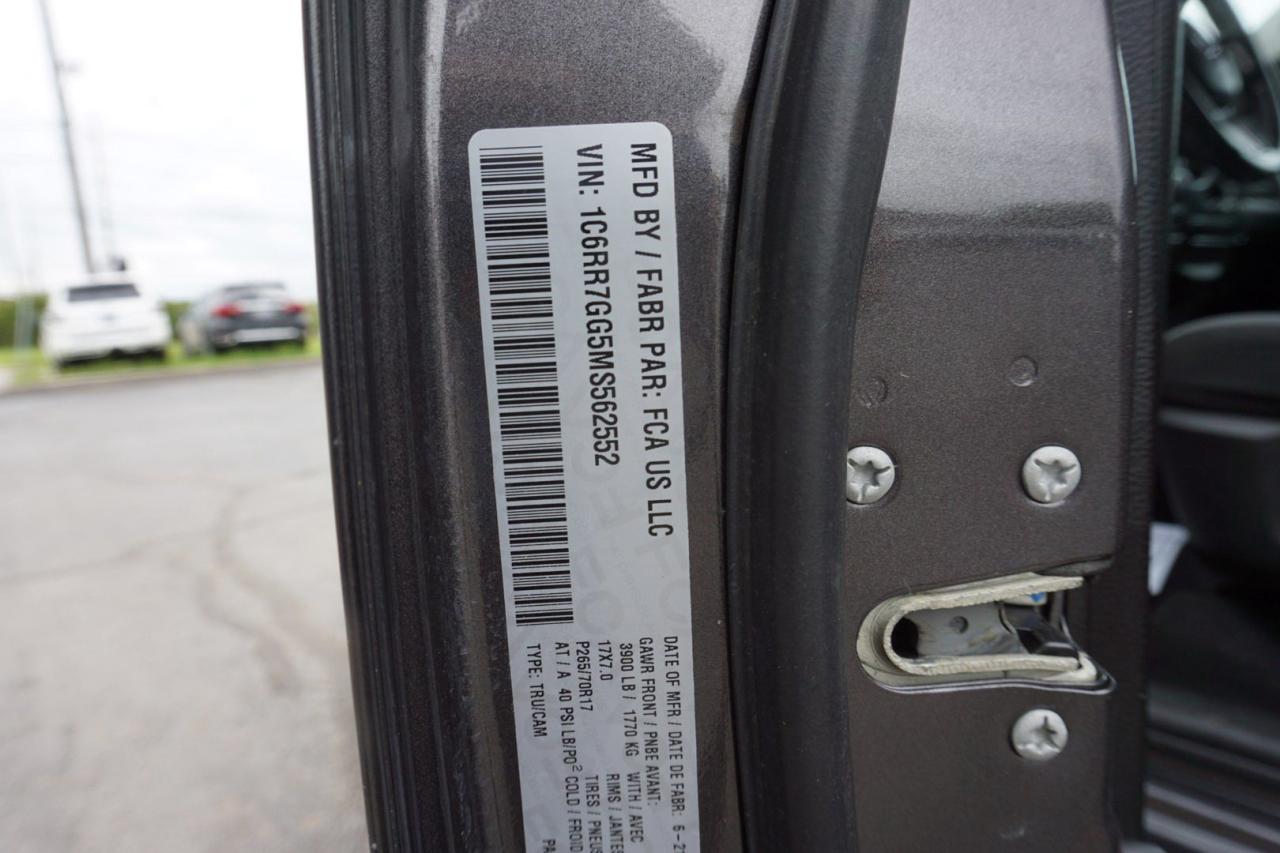 MFD BY / FABR PAR: FCA US LLC
VIN: 1C6RR7GG5MS562552
DATE OF MFR / DATE DE FABR: 6-21
GAWR FRONT / PNBE AVANT:
3900 LB / 1770 KG WITH / AVEC
17X7.0 RIMS / JANTES
P265/70R17 TIRES / PNEUS
AT / A 40 PSI LB/PO² COLD / FROID
TYPE: TRU/CAM